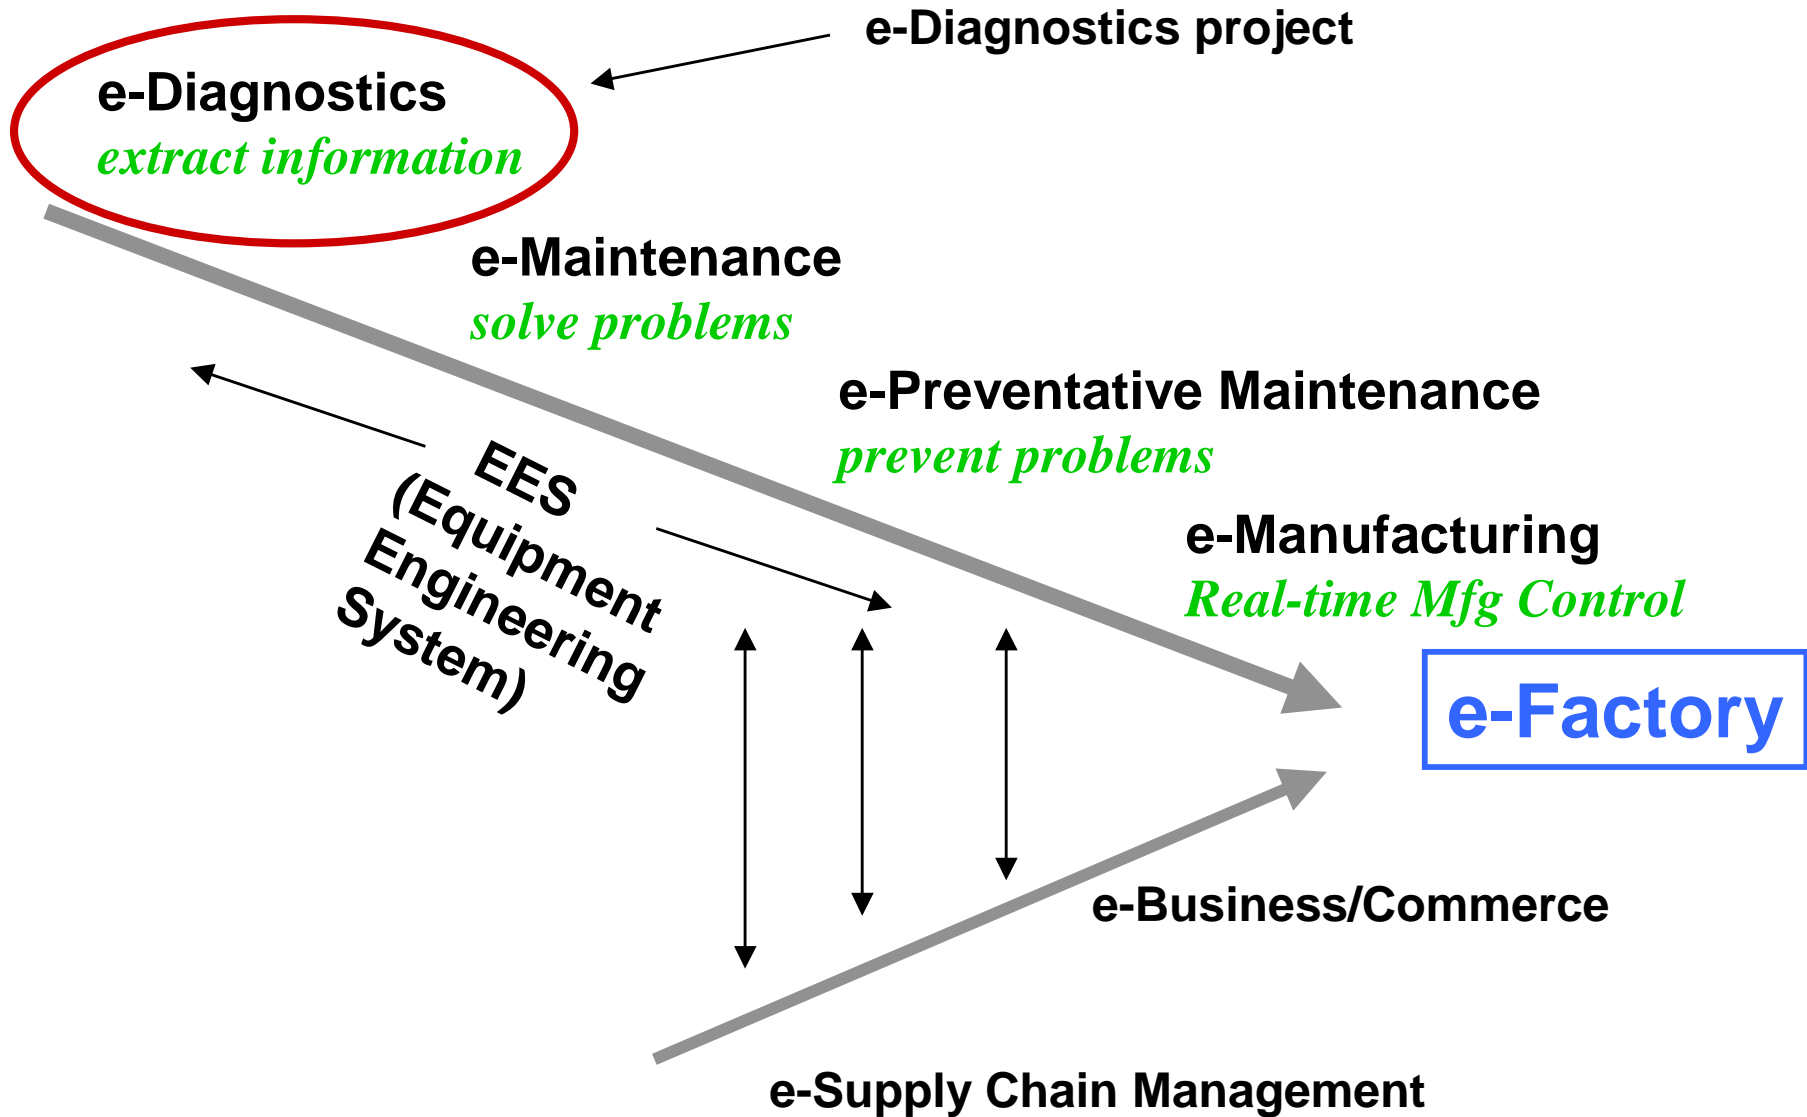 e-Diagnostics project
e-Diagnostics
extract information
e-Maintenance
solve problems
e-Preventative Maintenance
prevent problems
EES
(Equipment
Engineering
System)
e-Manufacturing
Real-time Mfg Control
e-Factory
e-Business/Commerce
e-Supply Chain Management